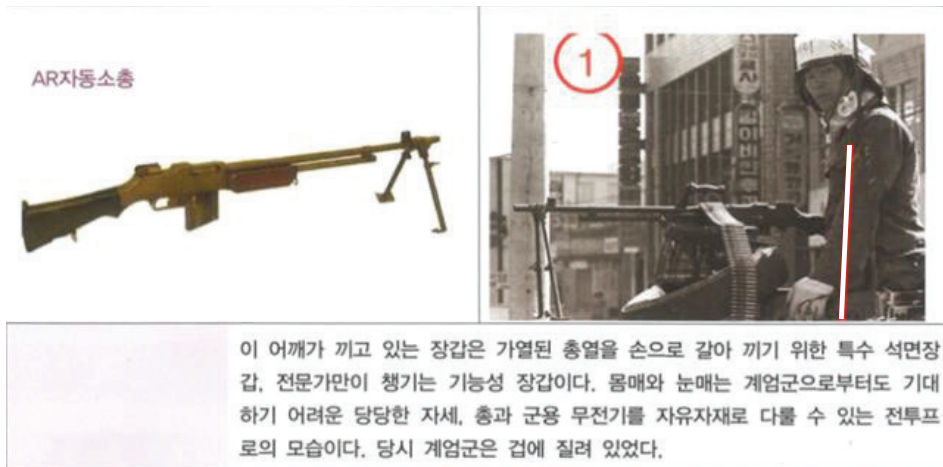 AR자동소총
1
이 어깨가 끼고 있는 장갑은 가열된 총열을 손으로 갈아 끼기 위한 특수 석면장
갑, 전문가만이 챙기는 기능성 장갑이다. 몸매와 눈매는 계엄군으로부터도 기대
하기 어려운 당당한 자세, 총과 군용 무전기를 자유자재로 다룰 수 있는 전투프
로의 모습이다. 당시 계엄군은 겁에 질려 있었다.